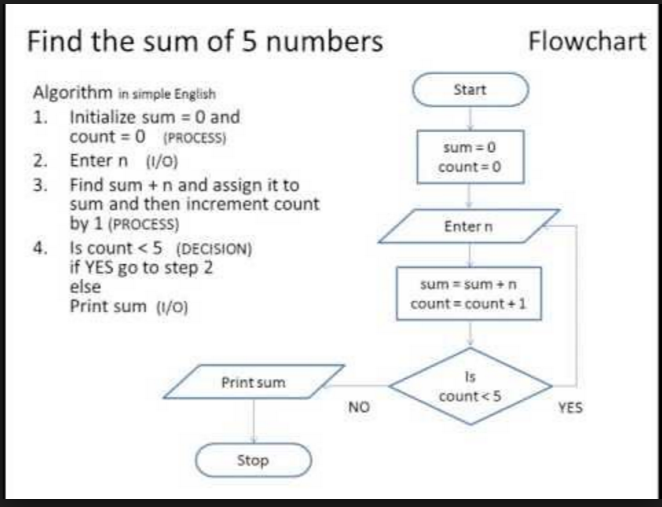 Find the sum of 5 numbers
Flowchart
Algorithm in simple English
1. Initialize sum = 0 and
count = 0 (PROCESS)
2. Enter n (I/O)
3. Find sum + n and assign it to
sum and then increment count
by 1 (PROCESS)
4. Is count < 5 (DECISION)
if YES go to step 2
else
Print sum (I/O)
Start
sum = 0
count = 0
Enter n
sum = sum + n
count = count + 1
Is
count < 5
YES
NO
Print sum
Stop